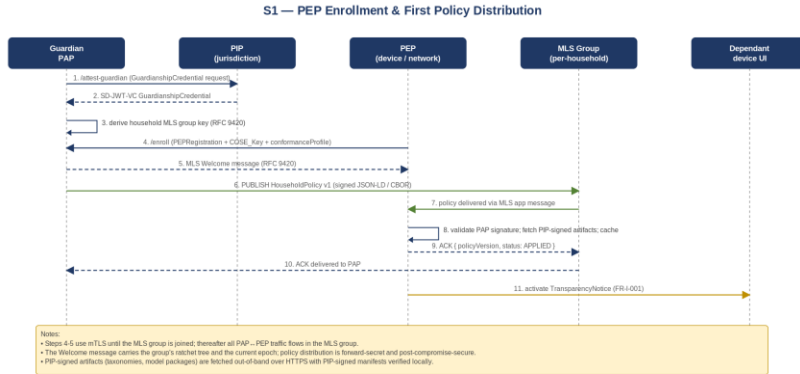 S1 — PEP Enrollment & First Policy Distribution
Guardian
PAP
PIP
(jurisdiction)
PEP
(device / network)
MLS Group
(per-household)
Dependant
device UI
1. /attest-guardian (GuardianshipCredential request)
2. SD-JWT-VC GuardianshipCredential
3. derive household MLS group key (RFC 9420)
4. /enroll (PEPRegistration + COSE_Key + conformanceProfile)
5. MLS Welcome message (RFC 9420)
6. PUBLISH HouseholdPolicy v1 (signed JSON-LD / CBOR)
7. policy delivered via MLS app message
8. validate PAP signature; fetch PIP-signed artifacts; cache
9. ACK { policyVersion, status: APPLIED }
10. ACK delivered to PAP
11. activate TransparencyNotice (FR-I-001)
Notes:
• Steps 4-5 use mTLS until the MLS group is joined; thereafter all PAP↔PEP traffic flows in the MLS group.
• The Welcome message carries the group's ratchet tree and the current epoch; policy distribution is forward-secret and post-compromise-secure.
• PIP-signed artifacts (taxonomies, model packages) are fetched out-of-band over HTTPS with PIP-signed manifests verified locally.